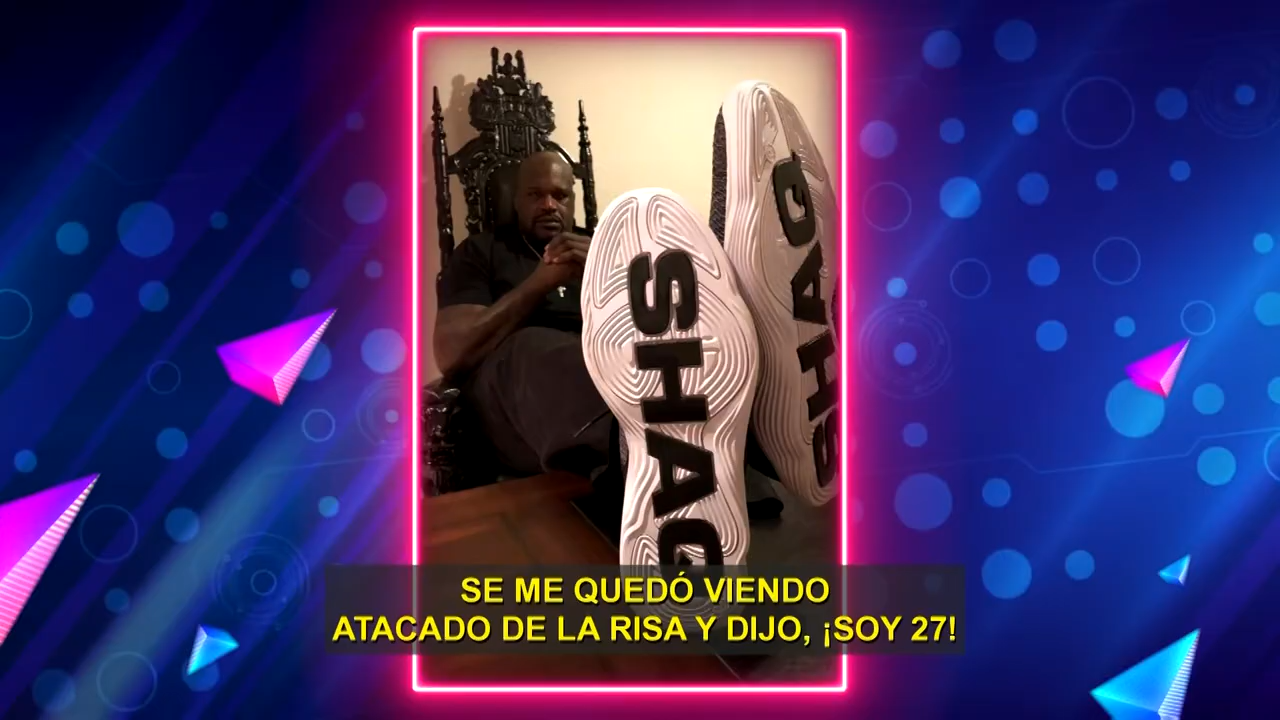 SHAQ
SHAQ
SE ME QUEDÓ VIENDO
ATACADO DE LA RISA Y DIJO, ¡SOY 27!